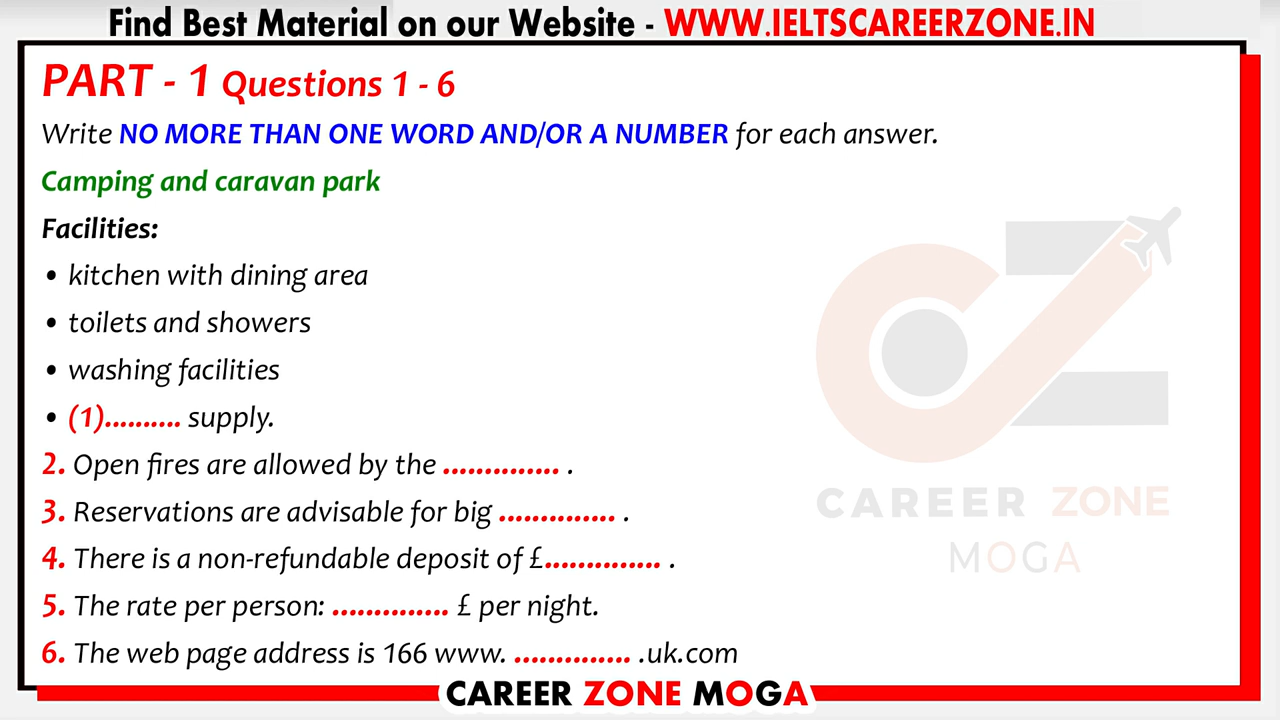 Find Best Material on our Website - WWW.IELTSCAREERZONE.IN
PART - 1 Questions 1 - 6
Write NO MORE THAN ONE WORD AND/OR A NUMBER for each answer.
Camping and caravan park
Facilities:
• kitchen with dining area
• toilets and showers
• washing facilities
• (1).......... supply.
2. Open fires are allowed by the .............. .
3. Reservations are advisable for big .............. .
4. There is a non-refundable deposit of £.............. .
5. The rate per person: .............. £ per night.
6. The web page address is 166 www. .............. .uk.com
CAREER ZONE
MOGA
CAREER ZONE MOGA